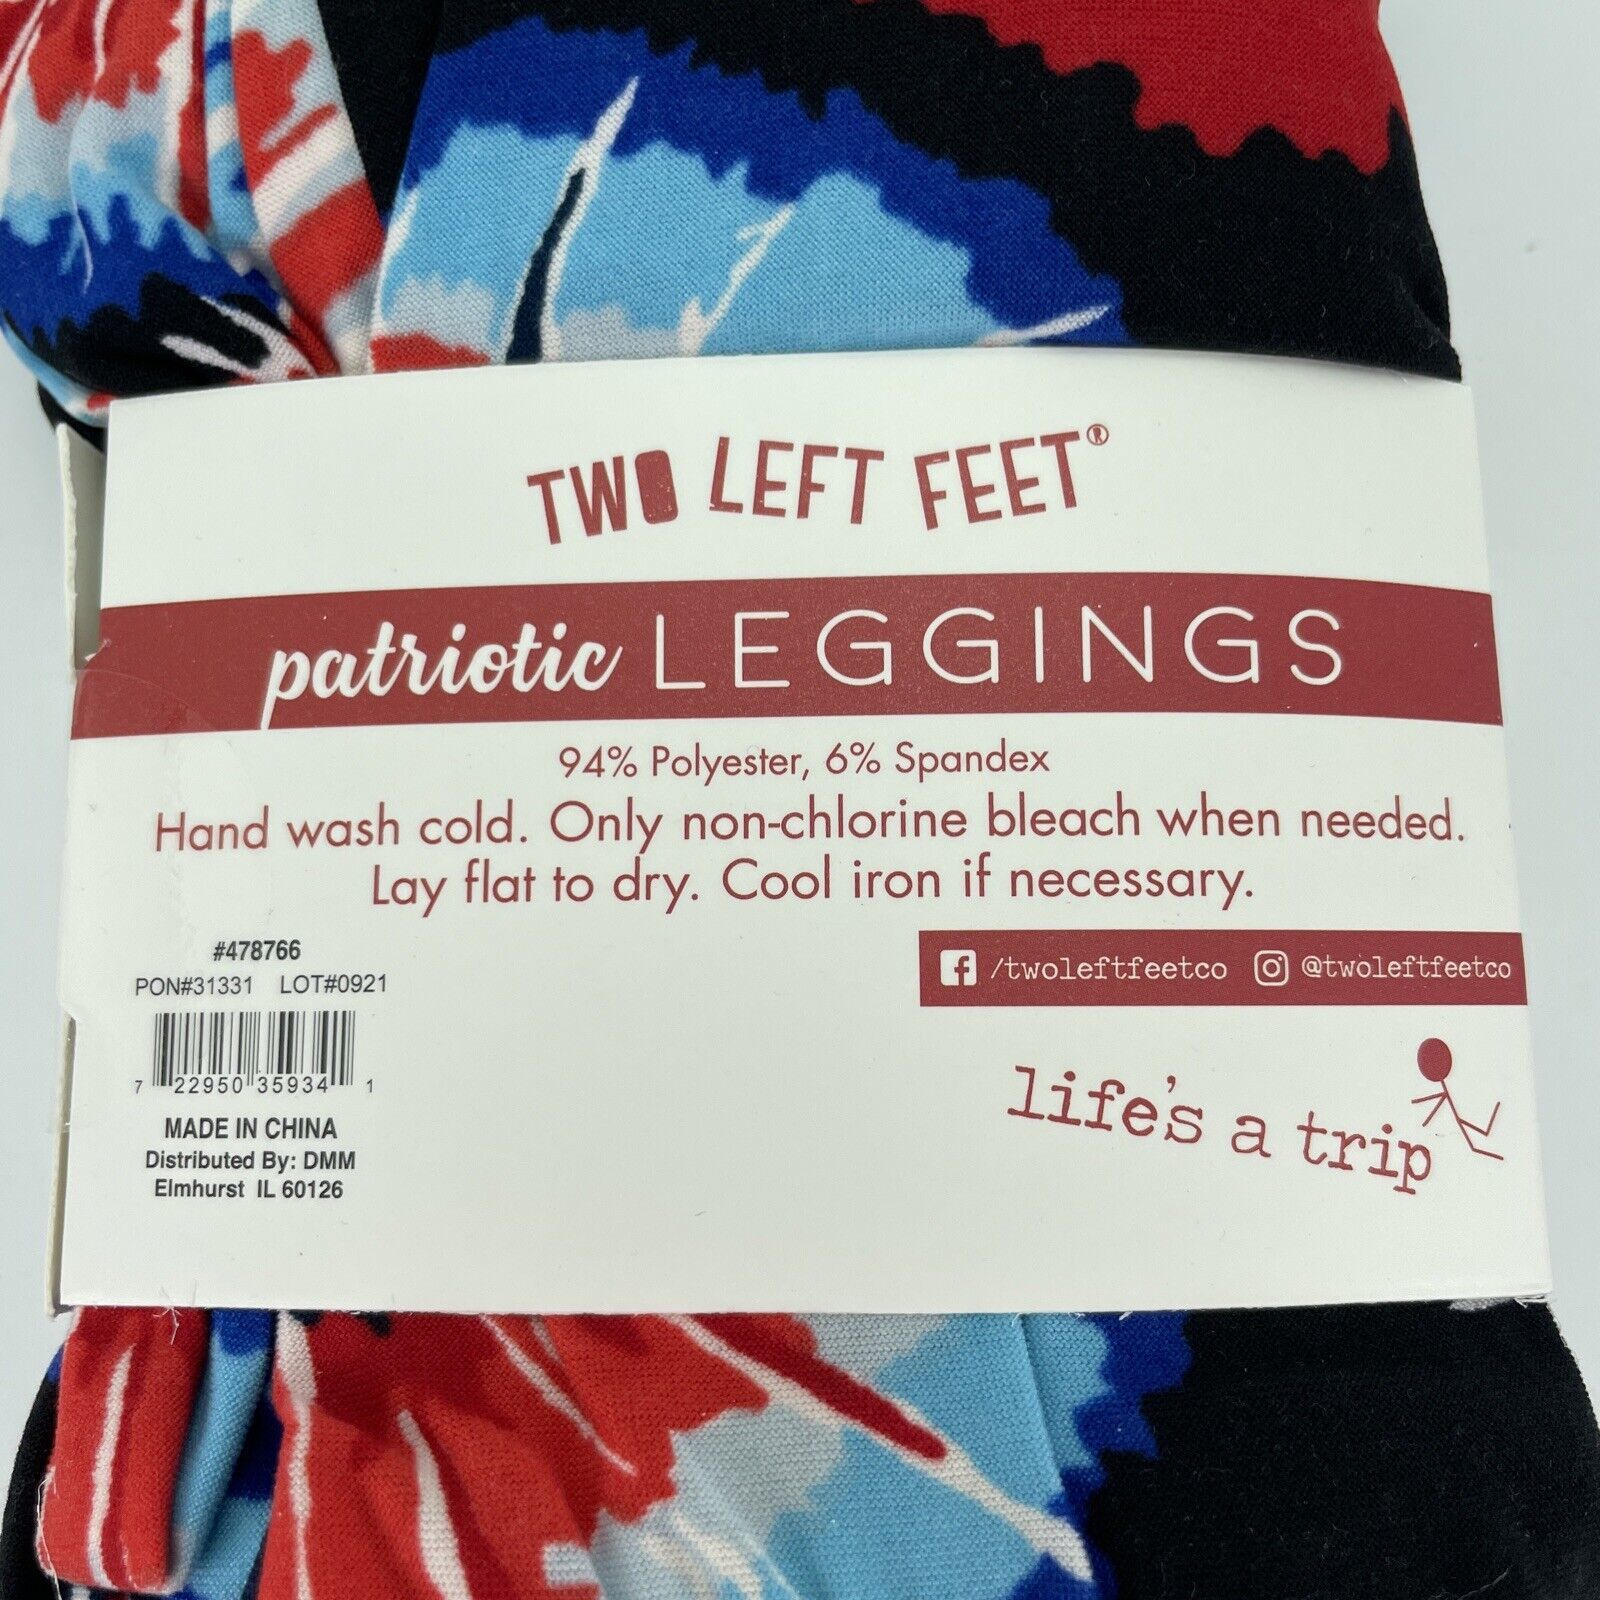 TWO LEFT FEET®
patriotic LEGGINGS
94% Polyester, 6% Spandex
Hand wash cold. Only non-chlorine bleach when needed.
Lay flat to dry. Cool iron if necessary.
#478766
PON#31331 LOT#0921
7 22950 35934 1
MADE IN CHINA
Distributed By: DMM
Elmhurst IL 60126
/twoleftfeetco @twoleftfeetco
life's a trip